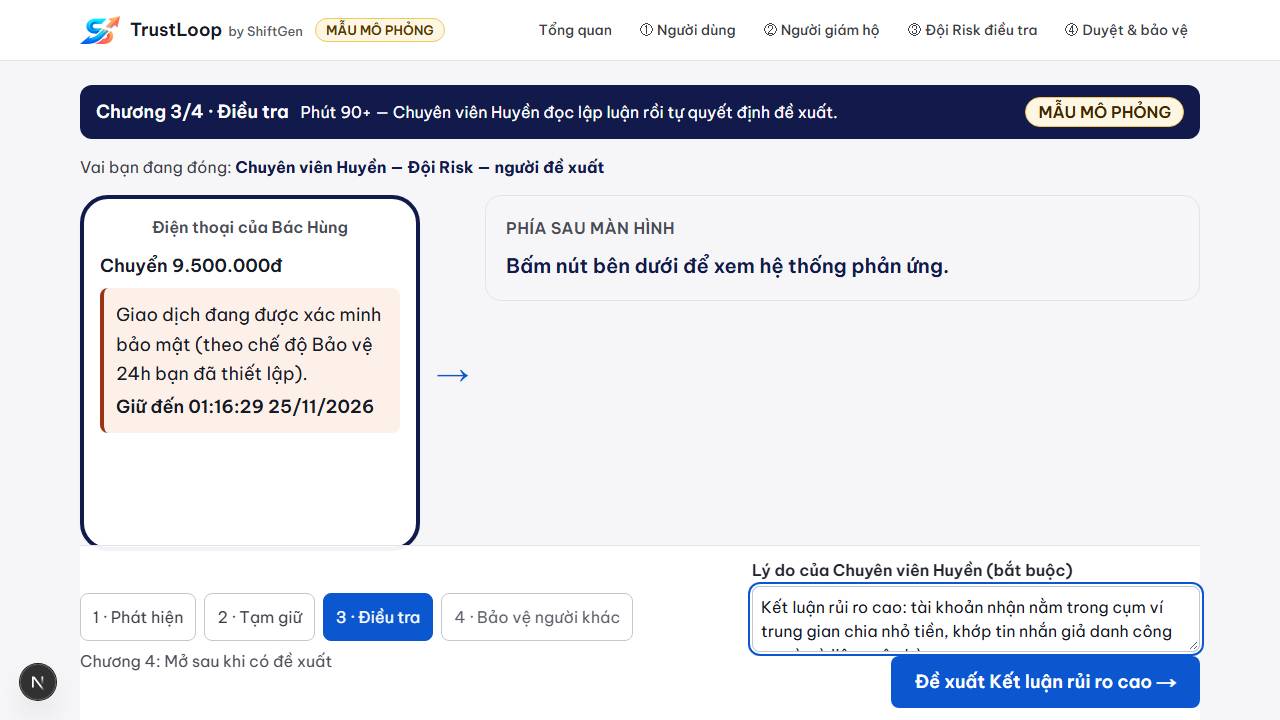 TrustLoop by ShiftGen MẪU MÔ PHỎNG Tổng quan ① Người dùng ② Người giám hộ ③ Đội Risk điều tra ④ Duyệt & bảo vệ
Chương 3/4 · Điều tra Phút 90+ — Chuyên viên Huyền đọc lập luận rồi tự quyết định đề xuất. MẪU MÔ PHỎNG
Vai bạn đang đóng: Chuyên viên Huyền — Đội Risk — người đề xuất
Điện thoại của Bác Hùng
Chuyển 9.500.000đ
Giao dịch đang được xác minh
bảo mật (theo chế độ Bảo vệ
24h bạn đã thiết lập).
Giữ đến 01:16:29 25/11/2026
→
PHÍA SAU MÀN HÌNH
Bấm nút bên dưới để xem hệ thống phản ứng.
1 · Phát hiện
2 · Tạm giữ
3 · Điều tra
4 · Bảo vệ người khác
Chương 4: Mở sau khi có đề xuất
Lý do của Chuyên viên Huyền (bắt buộc)
Kết luận rủi ro cao: tài khoản nhận nằm trong cụm ví
trung gian chia nhỏ tiền, khớp tin nhắn giả danh công
Đề xuất Kết luận rủi ro cao →
N